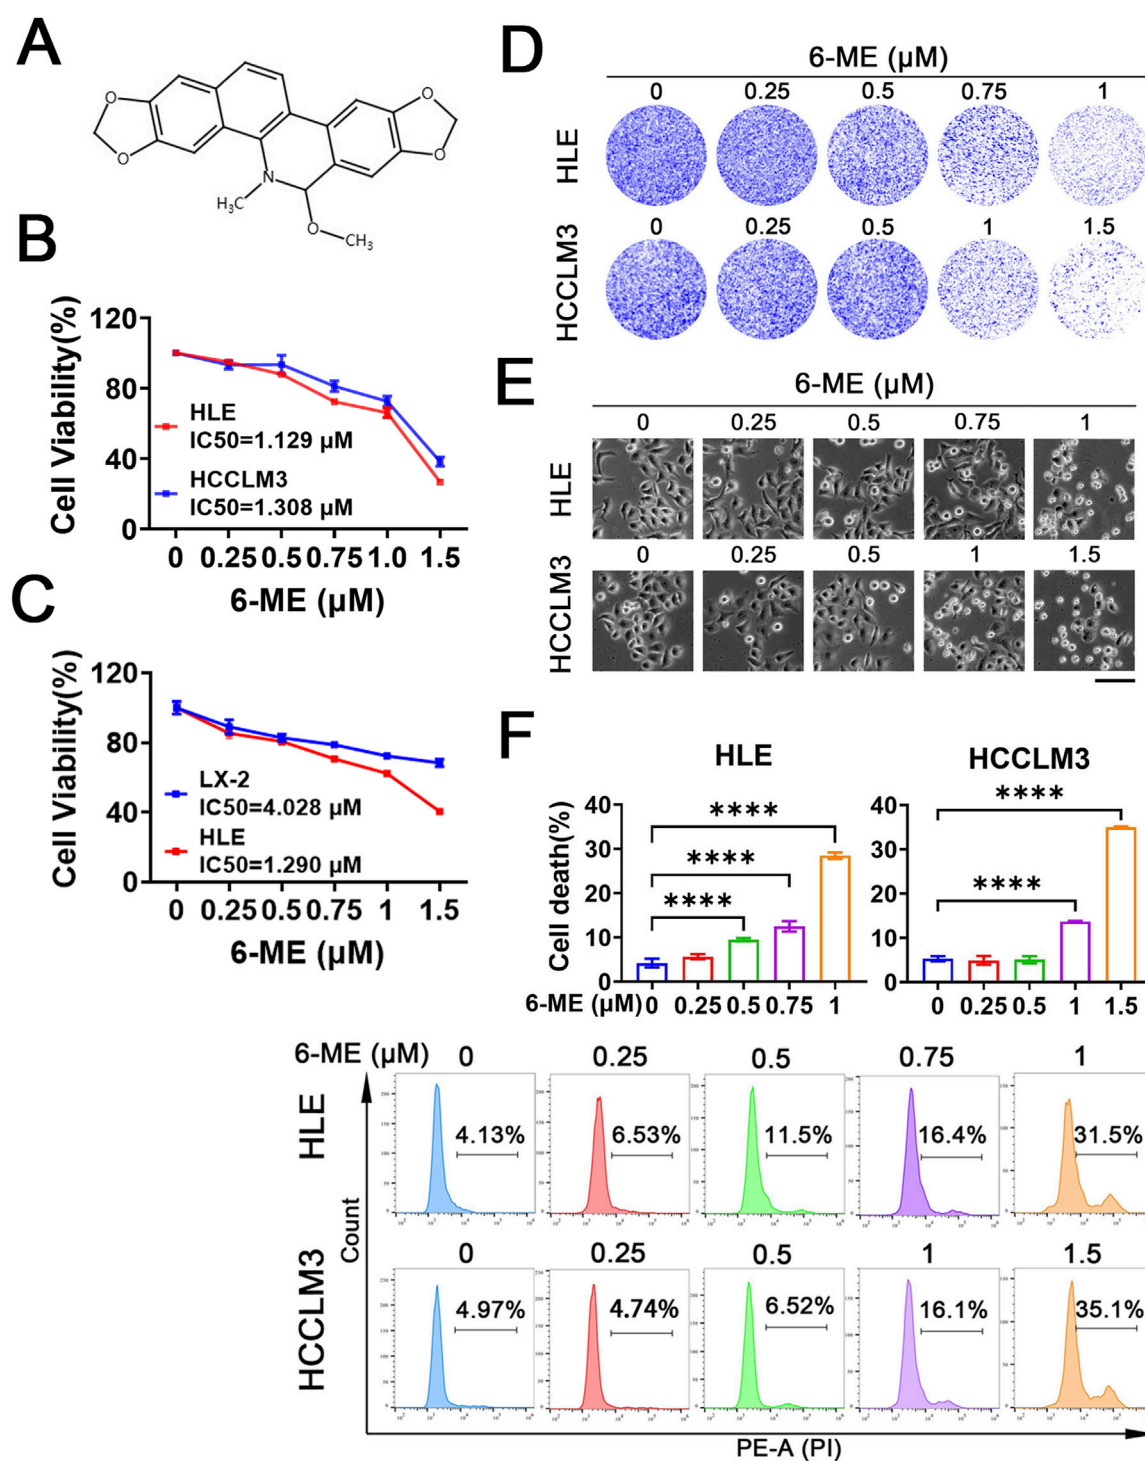 A
O
O
O
O
N
H₃C
O
CH₃
B
120
80
40
0
Cell Viability(%)
HLE
IC50=1.129 µM
HCCLM3
IC50=1.308 µM
0 0.25 0.5 0.75 1.0 1.5
6-ME (µM)
C
120
80
40
0
Cell Viability(%)
LX-2
IC50=4.028 µM
HLE
IC50=1.290 µM
0 0.25 0.5 0.75 1 1.5
6-ME (µM)
D
6-ME (µM)
0 0.25 0.5 0.75 1
HLE
0 0.25 0.5 1 1.5
HCCLM3
E
6-ME (µM)
0 0.25 0.5 0.75 1
HLE
0 0.25 0.5 1 1.5
HCCLM3
F
HLE
40
30
20
10
0
Cell death(%)
****
****
****
6-ME (µM) 0 0.25 0.5 0.75 1
HCCLM3
40
30
20
10
0
****
****
0 0.25 0.5 1 1.5
6-ME (µM) 0 0.25 0.5 0.75 1
HLE
4.13% 6.53% 11.5% 16.4% 31.5%
0 0.25 0.5 1 1.5
HCCLM3
4.97% 4.74% 6.52% 16.1% 35.1%
Count
PE-A (PI)